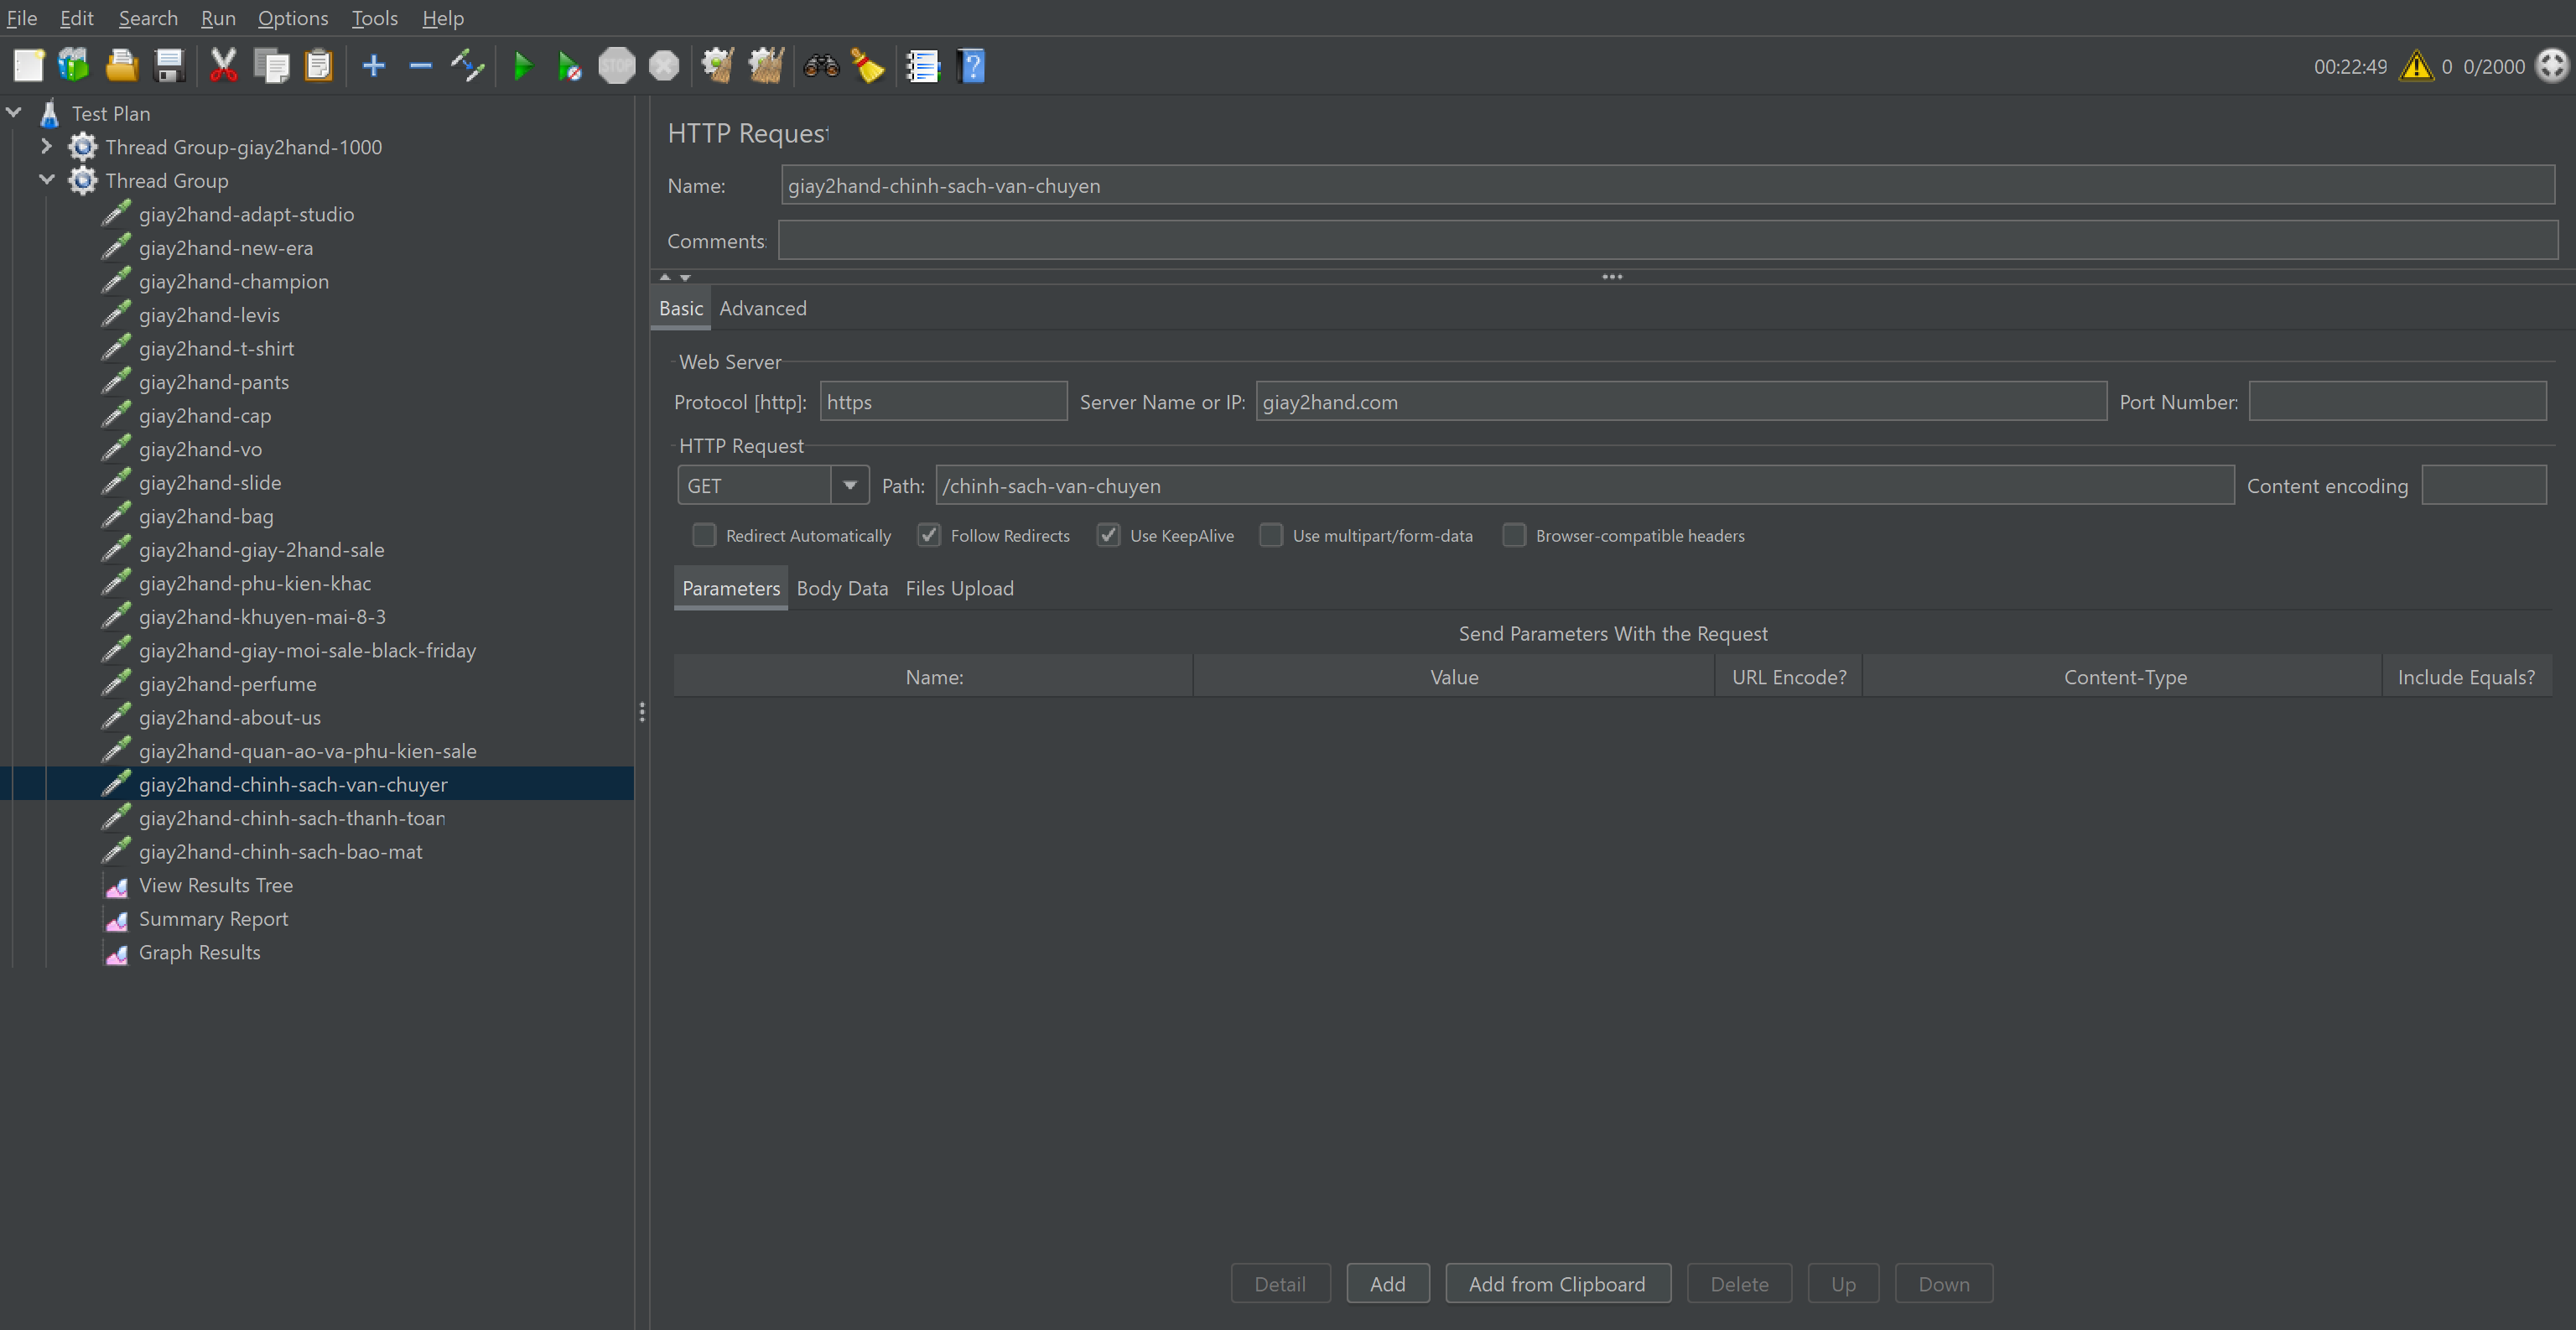 File Edit Search Run Options Tools Help
STOP
00:22:49 0 0/2000
Test Plan
Thread Group-giay2hand-1000
Thread Group
giay2hand-adapt-studio
giay2hand-new-era
giay2hand-champion
giay2hand-levis
giay2hand-t-shirt
giay2hand-pants
giay2hand-cap
giay2hand-vo
giay2hand-slide
giay2hand-bag
giay2hand-giay-2hand-sale
giay2hand-phu-kien-khac
giay2hand-khuyen-mai-8-3
giay2hand-giay-moi-sale-black-friday
giay2hand-perfume
giay2hand-about-us
giay2hand-quan-ao-va-phu-kien-sale
giay2hand-chinh-sach-van-chuyer
giay2hand-chinh-sach-thanh-toan
giay2hand-chinh-sach-bao-mat
View Results Tree
Summary Report
Graph Results
HTTP Request
Name: giay2hand-chinh-sach-van-chuyen
Comments:
Basic Advanced
Web Server
Protocol [http]: https Server Name or IP: giay2hand.com Port Number:
HTTP Request
GET Path: /chinh-sach-van-chuyen Content encoding
Redirect Automatically Follow Redirects Use KeepAlive Use multipart/form-data Browser-compatible headers
Parameters Body Data Files Upload
Send Parameters With the Request
Name: Value URL Encode? Content-Type Include Equals?
Detail Add Add from Clipboard Delete Up Down